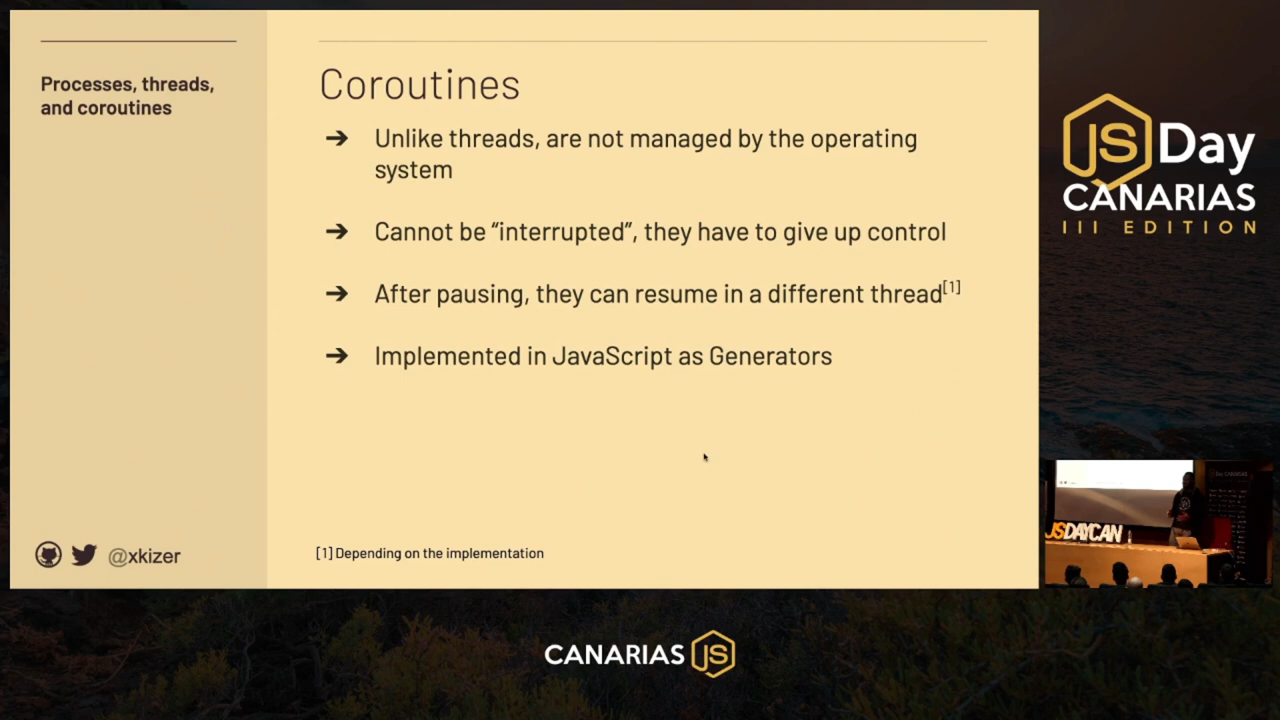 Processes, threads,
and coroutines
Coroutines
➔ Unlike threads, are not managed by the operating
system
➔ Cannot be “interrupted”, they have to give up control
➔ After pausing, they can resume in a different thread[1]
➔ Implemented in JavaScript as Generators
[1] Depending on the implementation
@xkizer
JS Day
CANARIAS
III EDITION
JSDAYCAN
CANARIAS JS